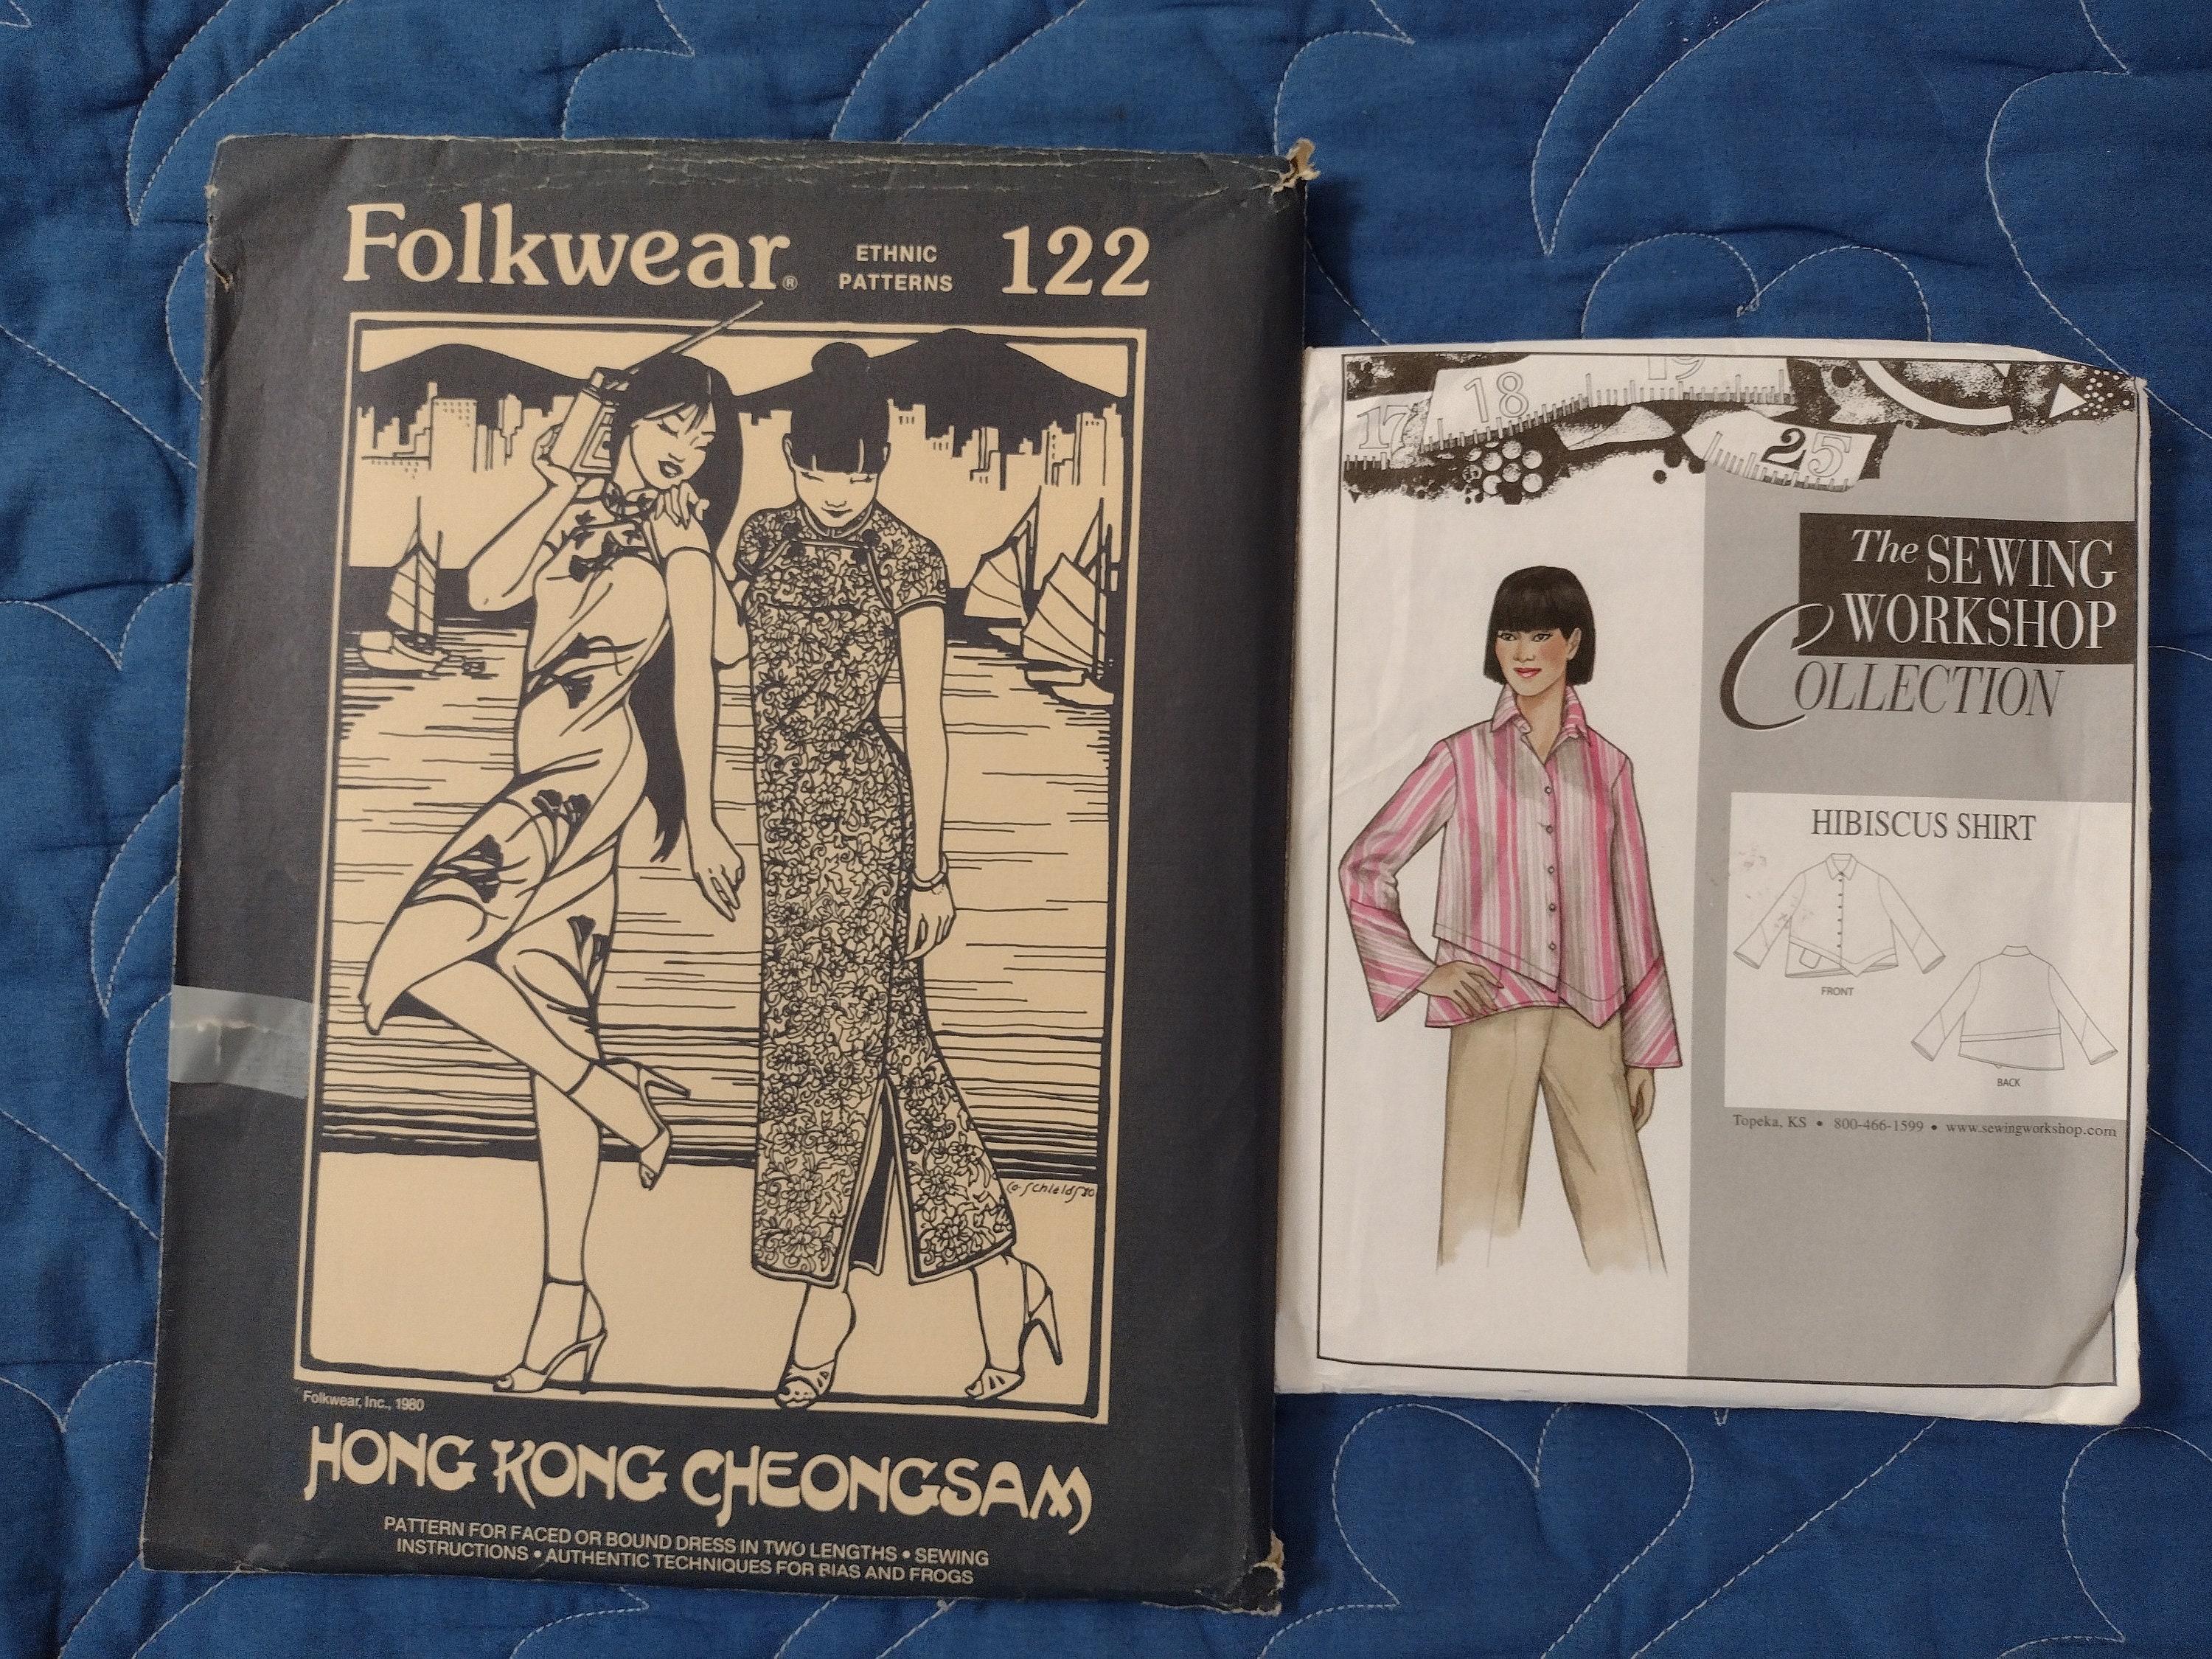 Folkwear®
ETHNIC
PATTERNS
122
Folkwear, Inc., 1980
HONG KONG CHEONGSAM
PATTERN FOR FACED OR BOUND DRESS IN TWO LENGTHS • SEWING
INSTRUCTIONS • AUTHENTIC TECHNIQUES FOR BIAS AND FROGS
17
18
19
25
The SEWING
WORKSHOP
COLLECTION
HIBISCUS SHIRT
FRONT
BACK
Topeka, KS • 800-466-1599 • www.sewingworkshop.com